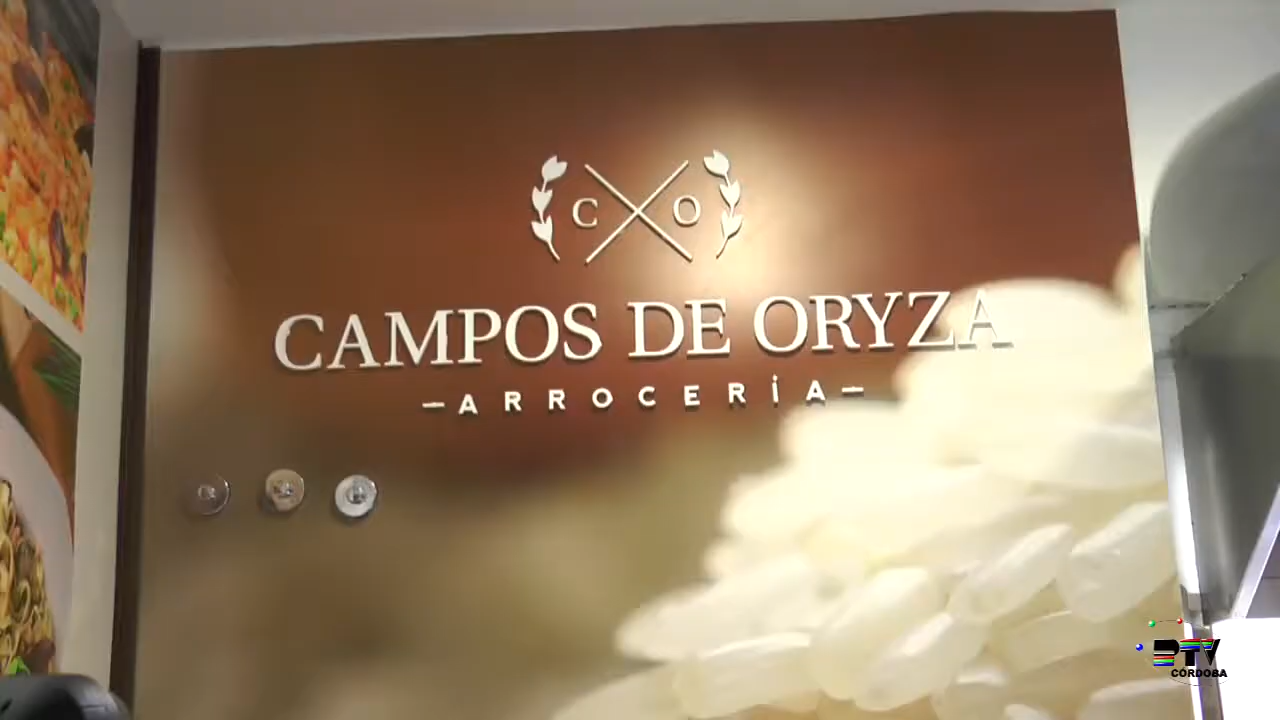 C O
CAMPOS DE ORYZA
—ARROCERÍA—
PTV
CÓRDOBA